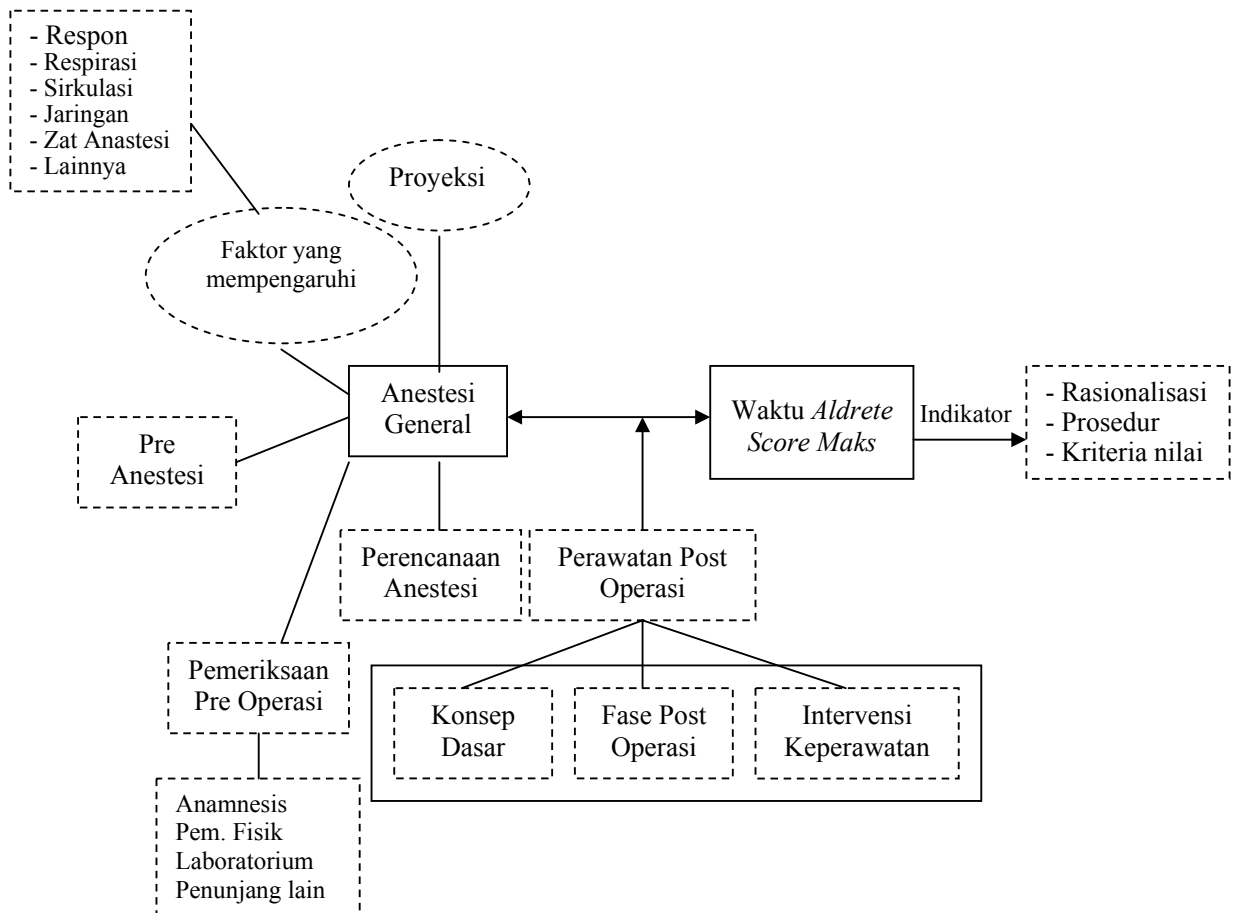 - Respon
- Respirasi
- Sirkulasi
- Jaringan
- Zat Anastesi
- Lainnya
Proyeksi
Faktor yang
mempengaruhi
Anestesi
General
Waktu Aldrete
Score Maks
Indikator
- Rasionalisasi
- Prosedur
- Kriteria nilai
Pre
Anestesi
Perencanaan
Anestesi
Perawatan Post
Operasi
Pemeriksaan
Pre Operasi
Konsep
Dasar
Fase Post
Operasi
Intervensi
Keperawatan
Anamnesis
Pem. Fisik
Laboratorium
Penunjang lain